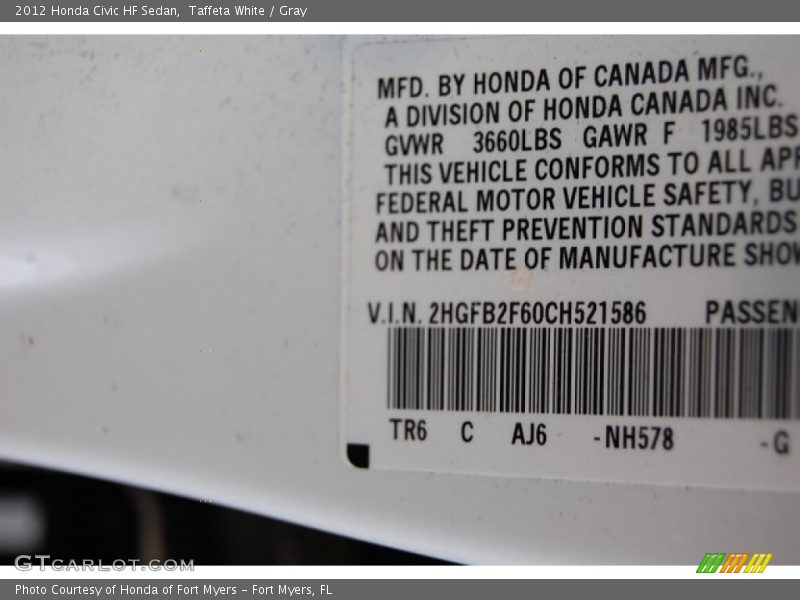 2012 Honda Civic HF Sedan, Taffeta White / Gray
MFD. BY HONDA OF CANADA MFG.,
A DIVISION OF HONDA CANADA INC.
GVWR 3660LBS GAWR F 1985LBS
THIS VEHICLE CONFORMS TO ALL APP
FEDERAL MOTOR VEHICLE SAFETY, BU
AND THEFT PREVENTION STANDARDS
ON THE DATE OF MANUFACTURE SHOW
V.I.N. 2HGFB2F60CH521586 PASSEN
TR6 C AJ6 -NH578 -G
GTCARLOT.COM
Photo Courtesy of Honda of Fort Myers - Fort Myers, FL